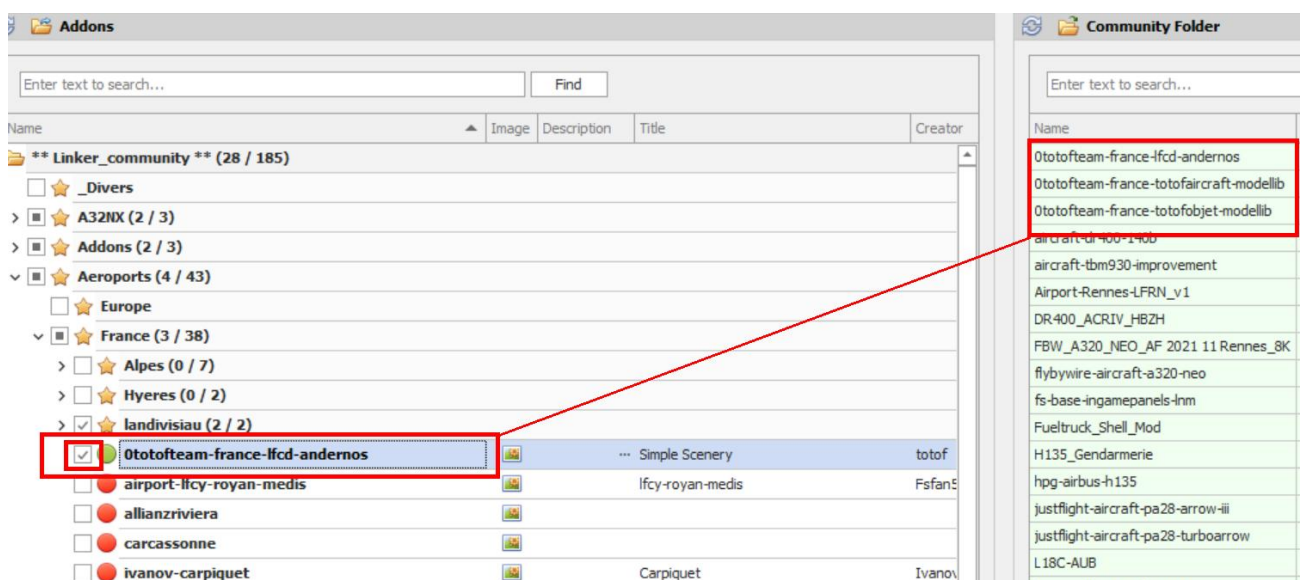 Addons
Enter text to search...
Find
Name Image Description Title Creator
** Linker_community ** (28 / 185)
_Divers
A32NX (2 / 3)
Addons (2 / 3)
Aeroports (4 / 43)
Europe
France (3 / 38)
Alpes (0 / 7)
Hyeres (0 / 2)
landivisiau (2 / 2)
0totofteam-france-lfcd-andernos ... Simple Scenery totof
airport-lfcy-royan-medis lfcy-royan-medis FsfanS
allianzriviera
carcassonne
ivanov-carpiquet Carpiquet Ivanov
Community Folder
Enter text to search...
Name
0totofteam-france-lfcd-andernos
0totofteam-france-totofaircraft-modellib
0totofteam-france-totofobjet-modellib
aircraft-dr400-140b
aircraft-tbm930-improvement
Airport-Rennes-LFRN_v1
DR400_ACRIV_HBZH
FBW_A320_NEO_AF 2021 11 Rennes_8K
flybywire-aircraft-a320-neo
fs-base-ingamepanels-lnm
Fueltruck_Shell_Mod
H135_Gendarmerie
hpg-airbus-h135
justflight-aircraft-pa28-arrow-iii
justflight-aircraft-pa28-turboarrow
L18C-AUB